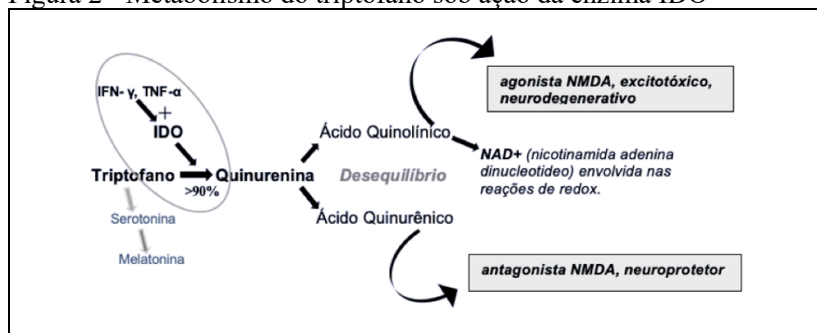 Figura 2 - Metabolismo do triptofano sob ação da enzima IDO
IFN- γ, TNF-α
+
IDO
Triptofano
>90%
Quinurenina
Serotonina
Melatonina
Ácido Quinolínico
Desequilíbrio
Ácido Quinurênico
agonista NMDA, excitotóxico,
neurodegenerativo
NAD+ (nicotinamida adenina
dinucleotideo) envolvida nas
reações de redox.
antagonista NMDA, neuroprotetor